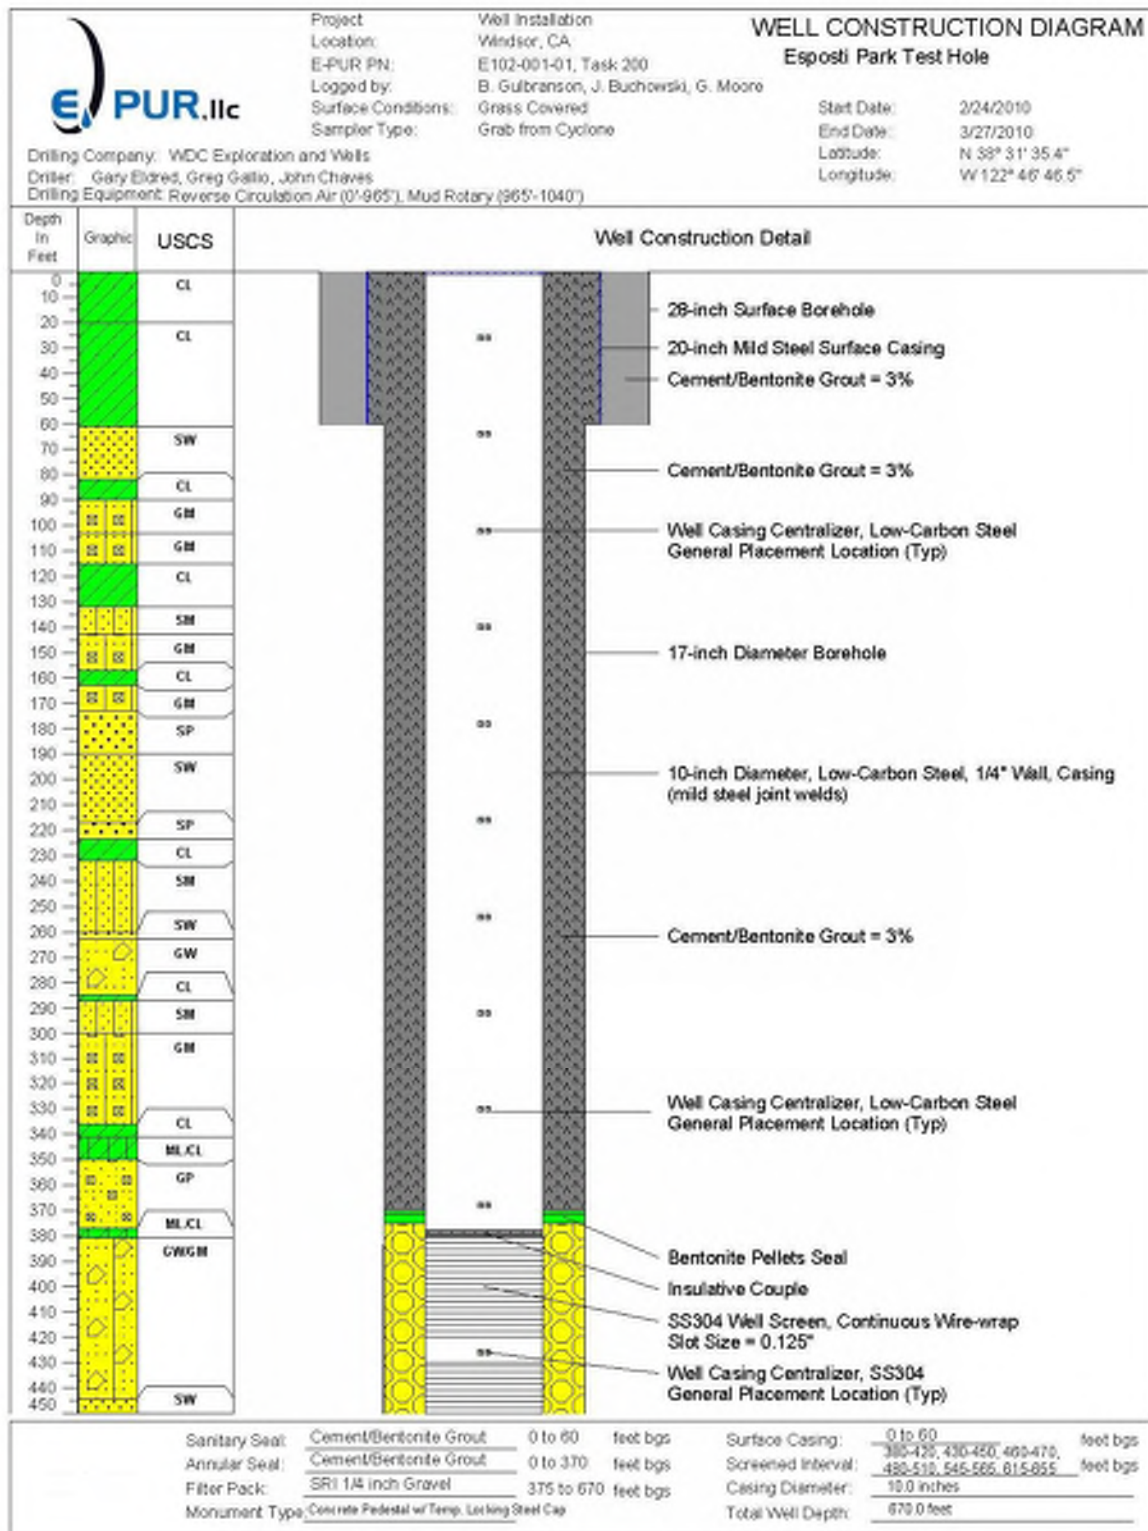 E PUR.llc
Project
Well Installation
Location:
Windsor, CA
E-PUR PN:
E102-001-01, Task 200
Logged by:
B. Gulbranson, J. Buchowski, G. Moore
Surface Conditions:
Grass Covered
Sampler Type:
Grab from Cyclone
WELL CONSTRUCTION DIAGRAM
Esposti Park Test Hole
Start Date:
2/24/2010
End Date:
3/27/2010
Latitude:
N 38° 31' 35.4"
Longitude:
W 122° 46' 46.5"
Drilling Company: WDC Exploration and Wells
Driller: Gary Eldred, Greg Gallio, John Chaves
Drilling Equipment: Reverse Circulation Air (0'-965'), Mud Rotary (965'-1040')
Depth
In
Feet
Graphic
USCS
Well Construction Detail
0
10
20
30
40
50
60
70
80
90
100
110
120
130
140
150
160
170
180
190
200
210
220
230
240
250
260
270
280
290
300
310
320
330
340
350
360
370
380
390
400
410
420
430
440
450
CL
CL
SW
CL
GM
GM
CL
SM
GM
CL
GM
SP
SW
SP
CL
SM
SW
GW
CL
SM
GM
CL
ML/CL
GP
ML/CL
GW/GM
SW
28-inch Surface Borehole
20-inch Mild Steel Surface Casing
Cement/Bentonite Grout = 3%
Cement/Bentonite Grout = 3%
Well Casing Centralizer, Low-Carbon Steel
General Placement Location (Typ)
17-inch Diameter Borehole
10-inch Diameter, Low-Carbon Steel, 1/4" Wall, Casing
(mild steel joint welds)
Cement/Bentonite Grout = 3%
Well Casing Centralizer, Low-Carbon Steel
General Placement Location (Typ)
Bentonite Pellets Seal
Insulative Couple
SS304 Well Screen, Continuous Wire-wrap
Slot Size = 0.125"
Well Casing Centralizer, SS304
General Placement Location (Typ)
Sanitary Seal: Cement/Bentonite Grout 0 to 60 feet bgs
Annular Seal: Cement/Bentonite Grout 0 to 370 feet bgs
Filter Pack: SRI 1/4 inch Gravel 375 to 670 feet bgs
Monument Type: Concrete Pedestal w/ Temp. Locking Steel Cap
Surface Casing: 0 to 60 feet bgs
Screened Interval: 380-420, 430-450, 460-470,
480-510, 545-565, 615-655 feet bgs
Casing Diameter: 10.0 inches
Total Well Depth: 670.0 feet